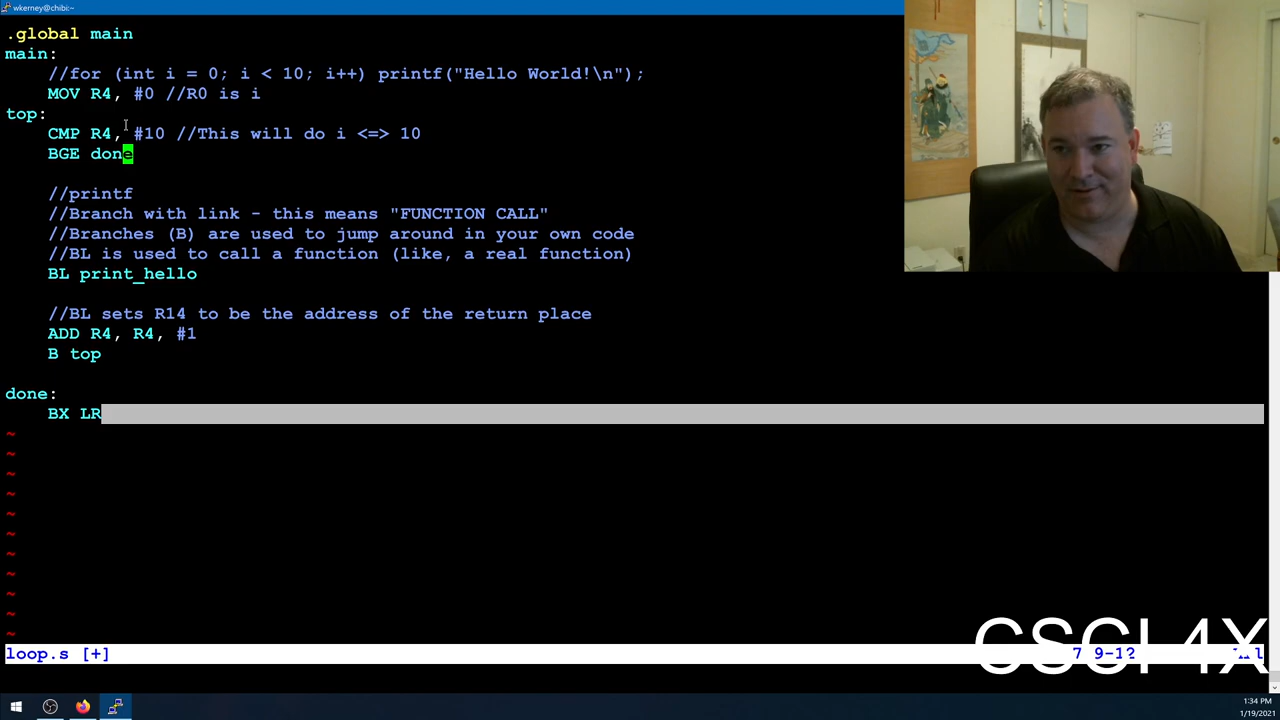 wkerney@chibi:~
.global main
main:
//for (int i = 0; i < 10; i++) printf("Hello World!\n");
MOV R4, #0 //R0 is i
top:
CMP R4, #10 //This will do i <=> 10
BGE done
//printf
//Branch with link - this means "FUNCTION CALL"
//Branches (B) are used to jump around in your own code
//BL is used to call a function (like, a real function)
BL print_hello
//BL sets R14 to be the address of the return place
ADD R4, R4, #1
B top
done:
BX LR
~
~
~
~
~
~
~
~
~
~
~
loop.s [+]
CSCI 4X
1:34 PM
1/19/2021